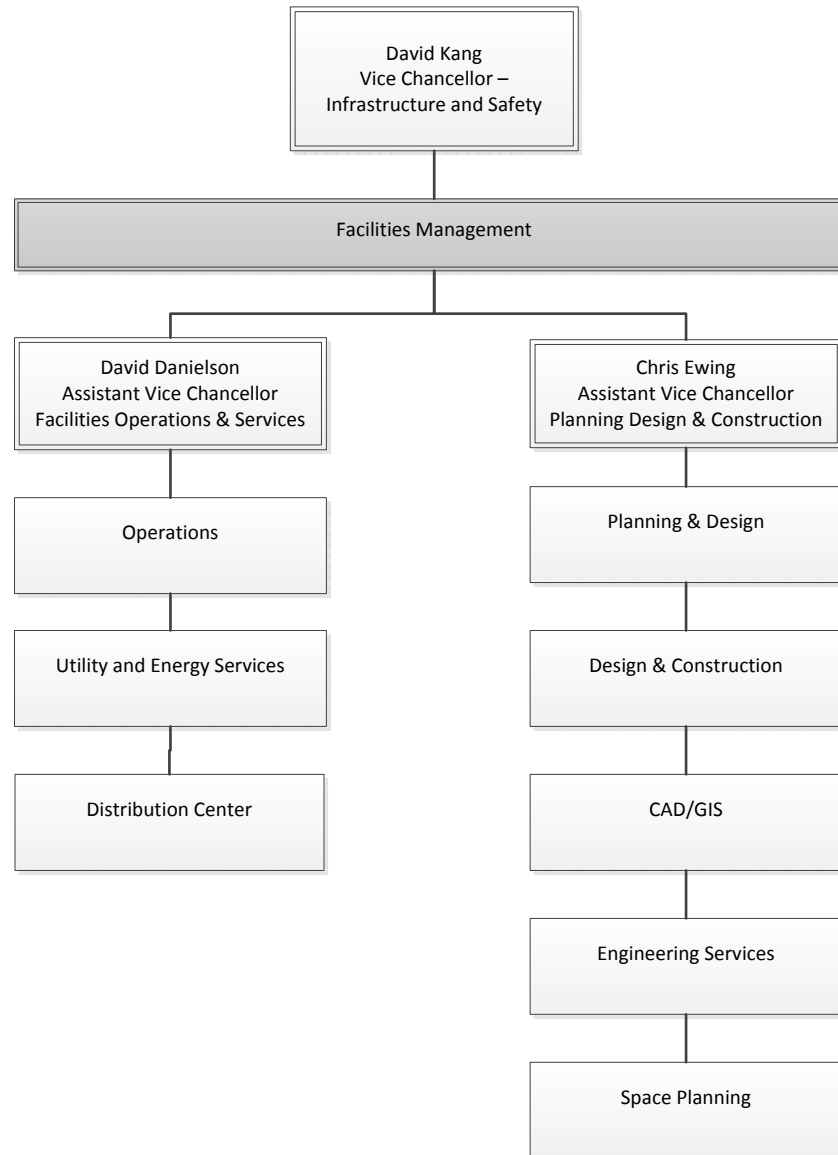 David Kang
Vice Chancellor –
Infrastructure and Safety
Facilities Management
David Danielson
Assistant Vice Chancellor
Facilities Operations & Services
Chris Ewing
Assistant Vice Chancellor
Planning Design & Construction
Operations
Planning & Design
Utility and Energy Services
Design & Construction
Distribution Center
CAD/GIS
Engineering Services
Space Planning